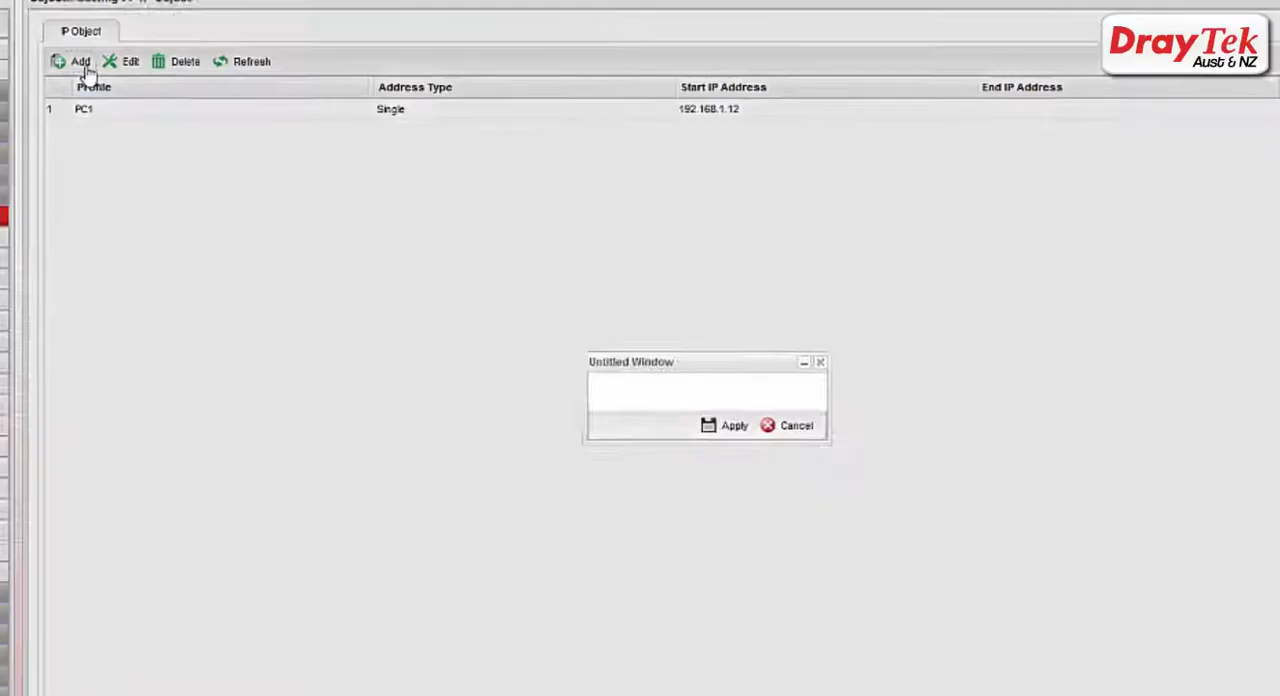 IP Object
DrayTek
Aust & NZ
Add Edit Delete Refresh
Profile Address Type Start IP Address End IP Address
1 PC1 Single 192.168.1.12
Untitled Window
Apply Cancel